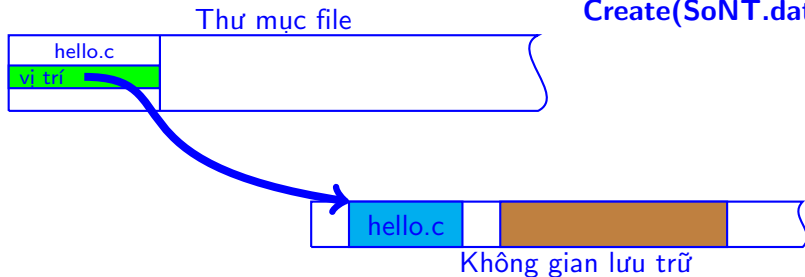 Thư mục file
Create(SoNT.dat
hello.c
vị trí
hello.c
Không gian lưu trữ